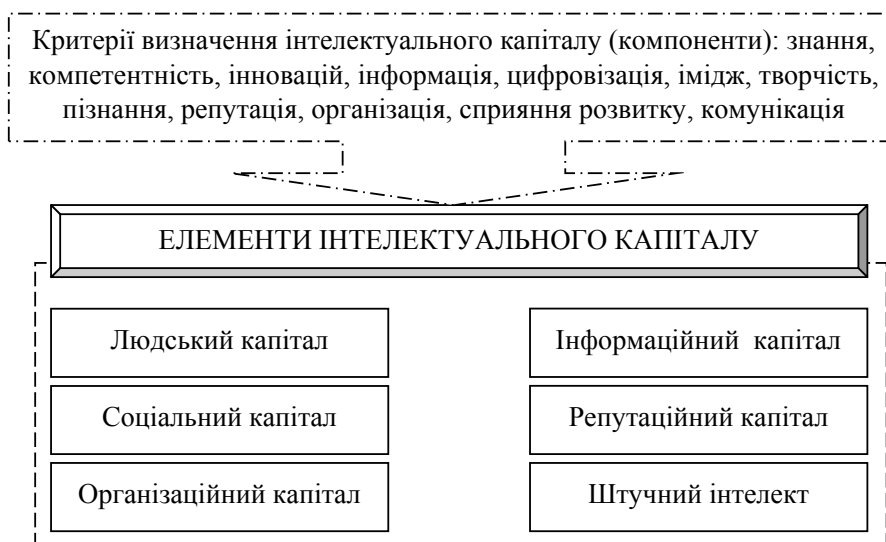 Критерії визначення інтелектуального капіталу (компоненти): знання,
компетентність, інновацій, інформація, цифровізація, імідж, творчість,
пізнання, репутація, організація, сприяння розвитку, комунікація
ЕЛЕМЕНТИ ІНТЕЛЕКТУАЛЬНОГО КАПІТАЛУ
Людський капітал
Інформаційний капітал
Соціальний капітал
Репутаційний капітал
Організаційний капітал
Штучний інтелект